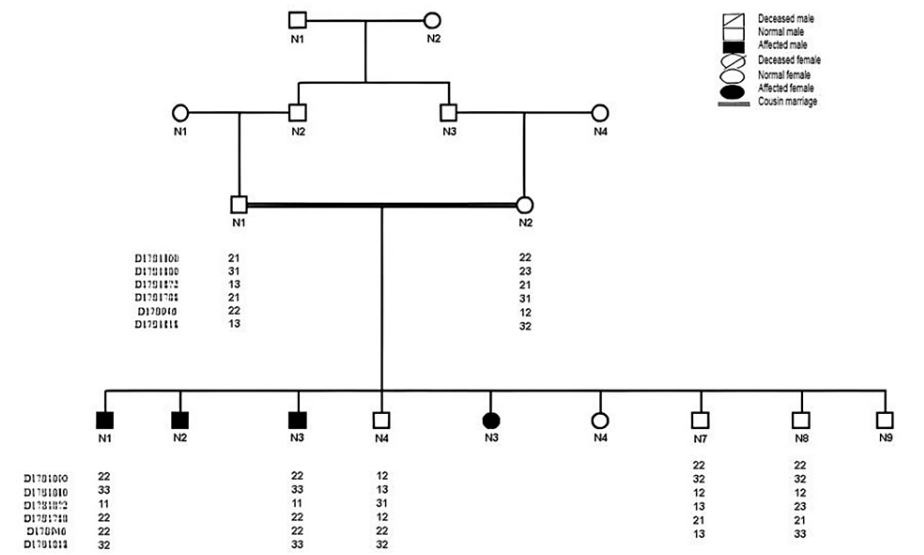 Deceased male
Normal male
Affected male
Deceased female
Normal female
Affected female
Cousin marriage
N1 N2
N1 N2 N3 N4
N1 N2
21 22
31 23
13 21
21 31
22 12
13 32
N1 N2 N3 N4 N3 N4 N7 N8 N9
22 22 12 22 22
33 33 13 32 32
11 11 31 12 12
22 22 12 13 23
22 22 22 21 21
32 33 32 13 33